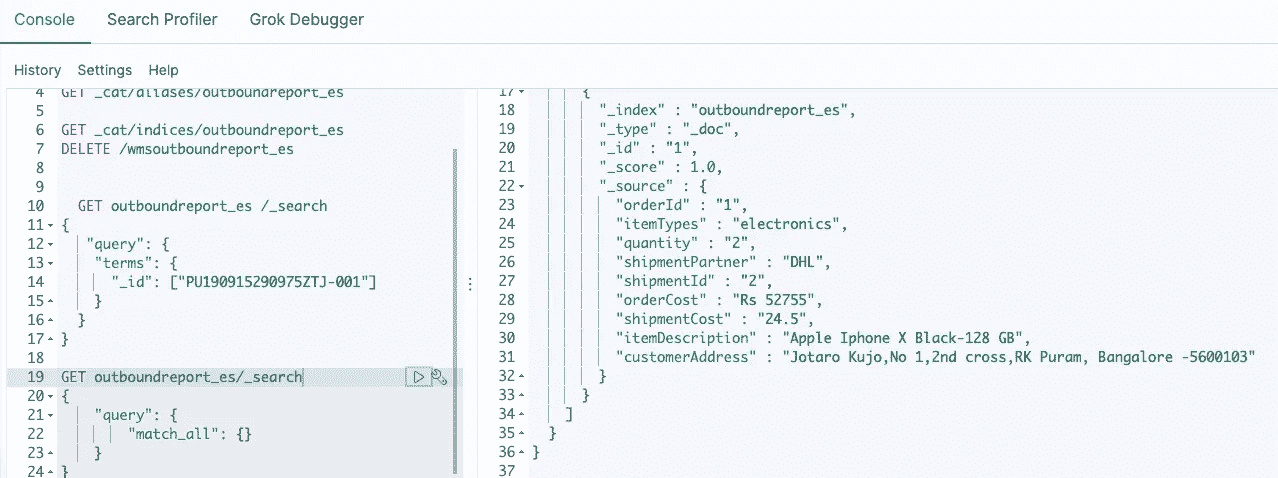 Console Search Profiler Grok Debugger
History Settings Help
4 GET _cat/aliases/outboundreport_es
5
6 GET _cat/indices/outboundreport_es
7 DELETE /wmsoutboundreport_es
8
9
10 GET outboundreport_es /_search
11 {
12 "query": {
13 "terms": {
14 "_id": ["PU190915290975ZTJ-001"]
15 }
16 }
17 }
18
19 GET outboundreport_es/_search
20 {
21 "query": {
22 "match_all": {}
23 }
24 }
17 {
18 "_index" : "outboundreport_es",
19 "_type" : "_doc",
20 "_id" : "1",
21 "_score" : 1.0,
22 "_source" : {
23 "orderId" : "1",
24 "itemTypes" : "electronics",
25 "quantity" : "2",
26 "shipmentPartner" : "DHL",
27 "shipmentId" : "2",
28 "orderCost" : "Rs 52755",
29 "shipmentCost" : "24.5",
30 "itemDescription" : "Apple Iphone X Black-128 GB",
31 "customerAddress" : "Jotaro Kujo,No 1,2nd cross,RK Puram, Bangalore -5600103"
32 }
33 }
34 ]
35 }
36 }
37